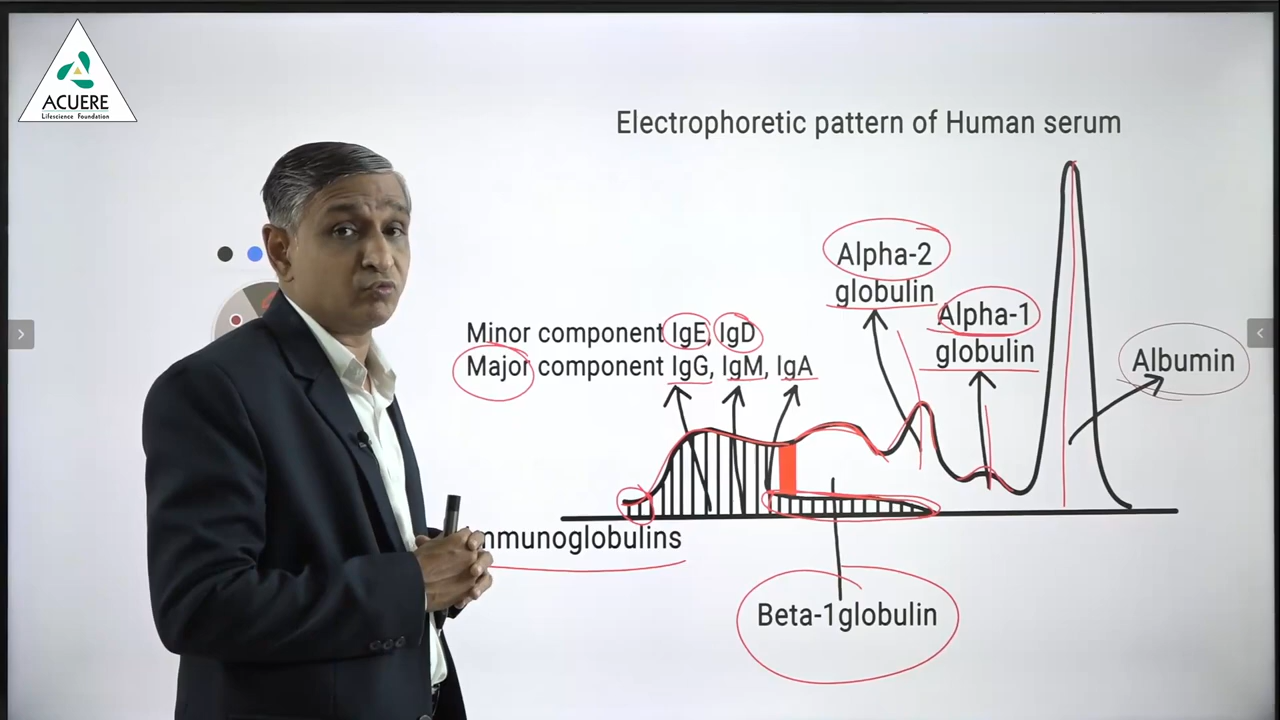 ACUERE
Lifescience Foundation
Electrophoretic pattern of Human serum
Alpha-2
globulin
Alpha-1
globulin
Minor component IgE, IgD
Major component IgG, IgM, IgA
Albumin
mmunoglobulins
Beta-1globulin